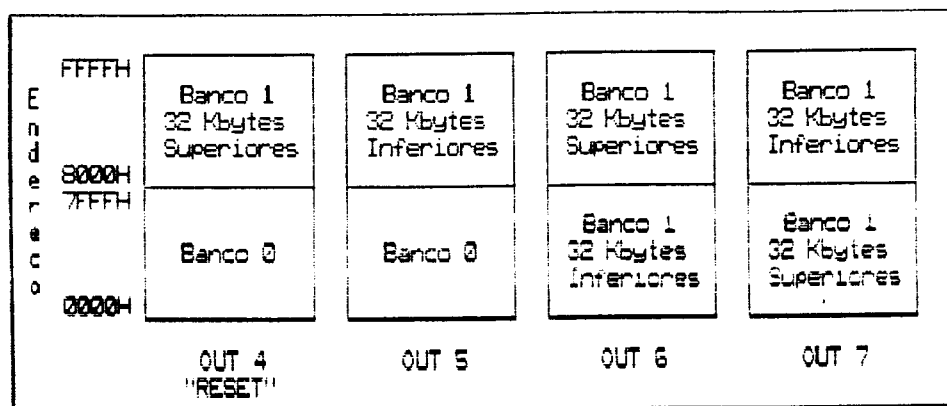 Endereco
FFFFH
8000H
7FFFH
0000H
Banco 1
32 Kbytes
Superiores
Banco 1
32 Kbytes
Inferiores
Banco 1
32 Kbytes
Superiores
Banco 1
32 Kbytes
Inferiores
Banco 0
Banco 0
Banco 1
32 Kbytes
Inferiores
Banco 1
32 Kbytes
Superiores
OUT 4
"RESET"
OUT 5
OUT 6
OUT 7